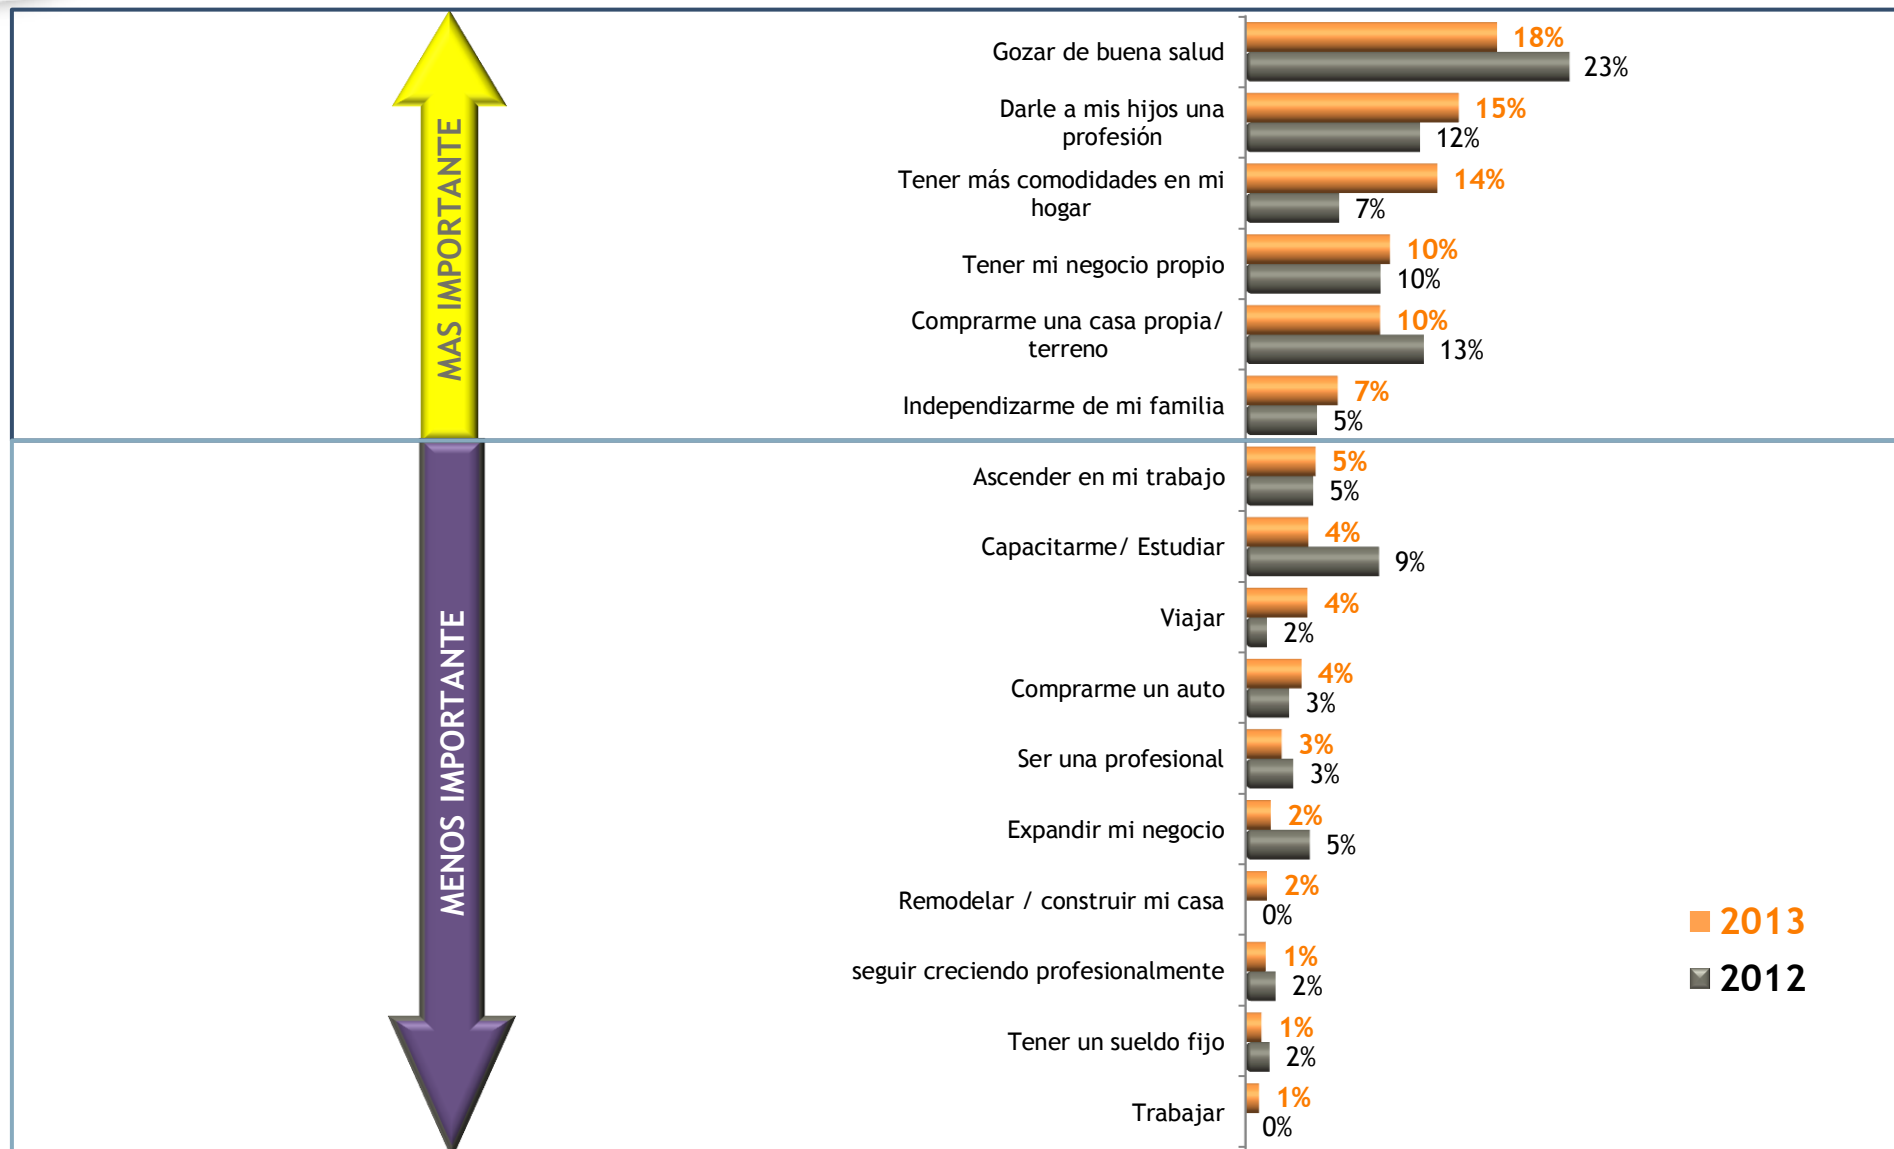 MAS IMPORTANTE
MENOS IMPORTANTE
Gozar de buena salud
18%
23%
Darle a mis hijos una
profesión
15%
12%
Tener más comodidades en mi
hogar
14%
7%
Tener mi negocio propio
10%
10%
Comprarme una casa propia/
terreno
10%
13%
Independizarme de mi familia
7%
5%
Ascender en mi trabajo
5%
5%
Capacitarme/ Estudiar
4%
9%
Viajar
4%
2%
Comprarme un auto
4%
3%
Ser una profesional
3%
3%
Expandir mi negocio
2%
5%
Remodelar / construir mi casa
2%
0%
seguir creciendo profesionalmente
1%
2%
Tener un sueldo fijo
1%
2%
Trabajar
1%
0%
2013
2012